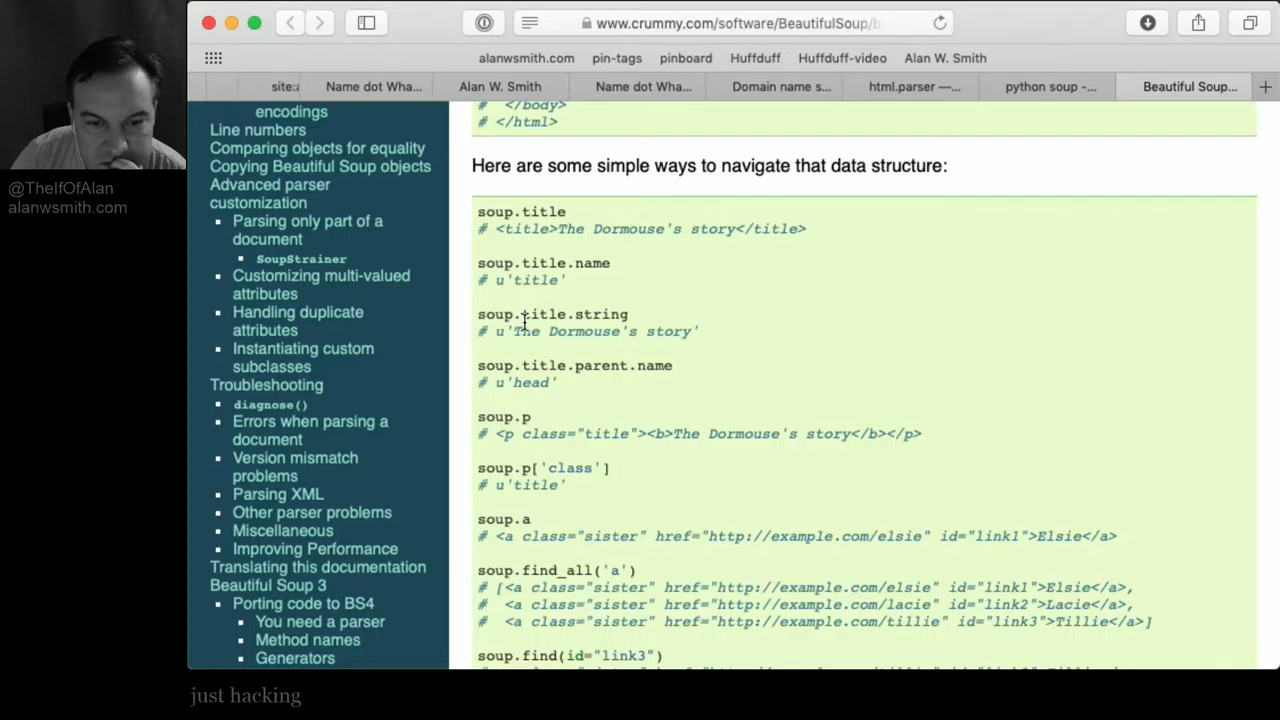 www.crummy.com/software/BeautifulSoup/b
alanwsmith.com pin-tags pinboard Huffduff Huffduff-video Alan W. Smith
site:a Name dot Wha... Alan W. Smith Name dot Wha... Domain name s... html.parser —... python soup -... Beautiful Soup...
@TheIfOfAlan
alanwsmith.com
encodings
Line numbers
Comparing objects for equality
Copying Beautiful Soup objects
Advanced parser
customization
Parsing only part of a
document
SoupStrainer
Customizing multi-valued
attributes
Handling duplicate
attributes
Instantiating custom
subclasses
Troubleshooting
diagnose()
Errors when parsing a
document
Version mismatch
problems
Parsing XML
Other parser problems
Miscellaneous
Improving Performance
Translating this documentation
Beautiful Soup 3
Porting code to BS4
You need a parser
Method names
Generators
#  </body>
# </html>
Here are some simple ways to navigate that data structure:
soup.title
# <title>The Dormouse's story</title>
soup.title.name
# u'title'
soup.title.string
# u'The Dormouse's story'
soup.title.parent.name
# u'head'
soup.p
# <p class="title"><b>The Dormouse's story</b></p>
soup.p['class']
# u'title'
soup.a
# <a class="sister" href="http://example.com/elsie" id="link1">Elsie</a>
soup.find_all('a')
# [<a class="sister" href="http://example.com/elsie" id="link1">Elsie</a>,
#  <a class="sister" href="http://example.com/lacie" id="link2">Lacie</a>,
#  <a class="sister" href="http://example.com/tillie" id="link3">Tillie</a>]
soup.find(id="link3")
just hacking